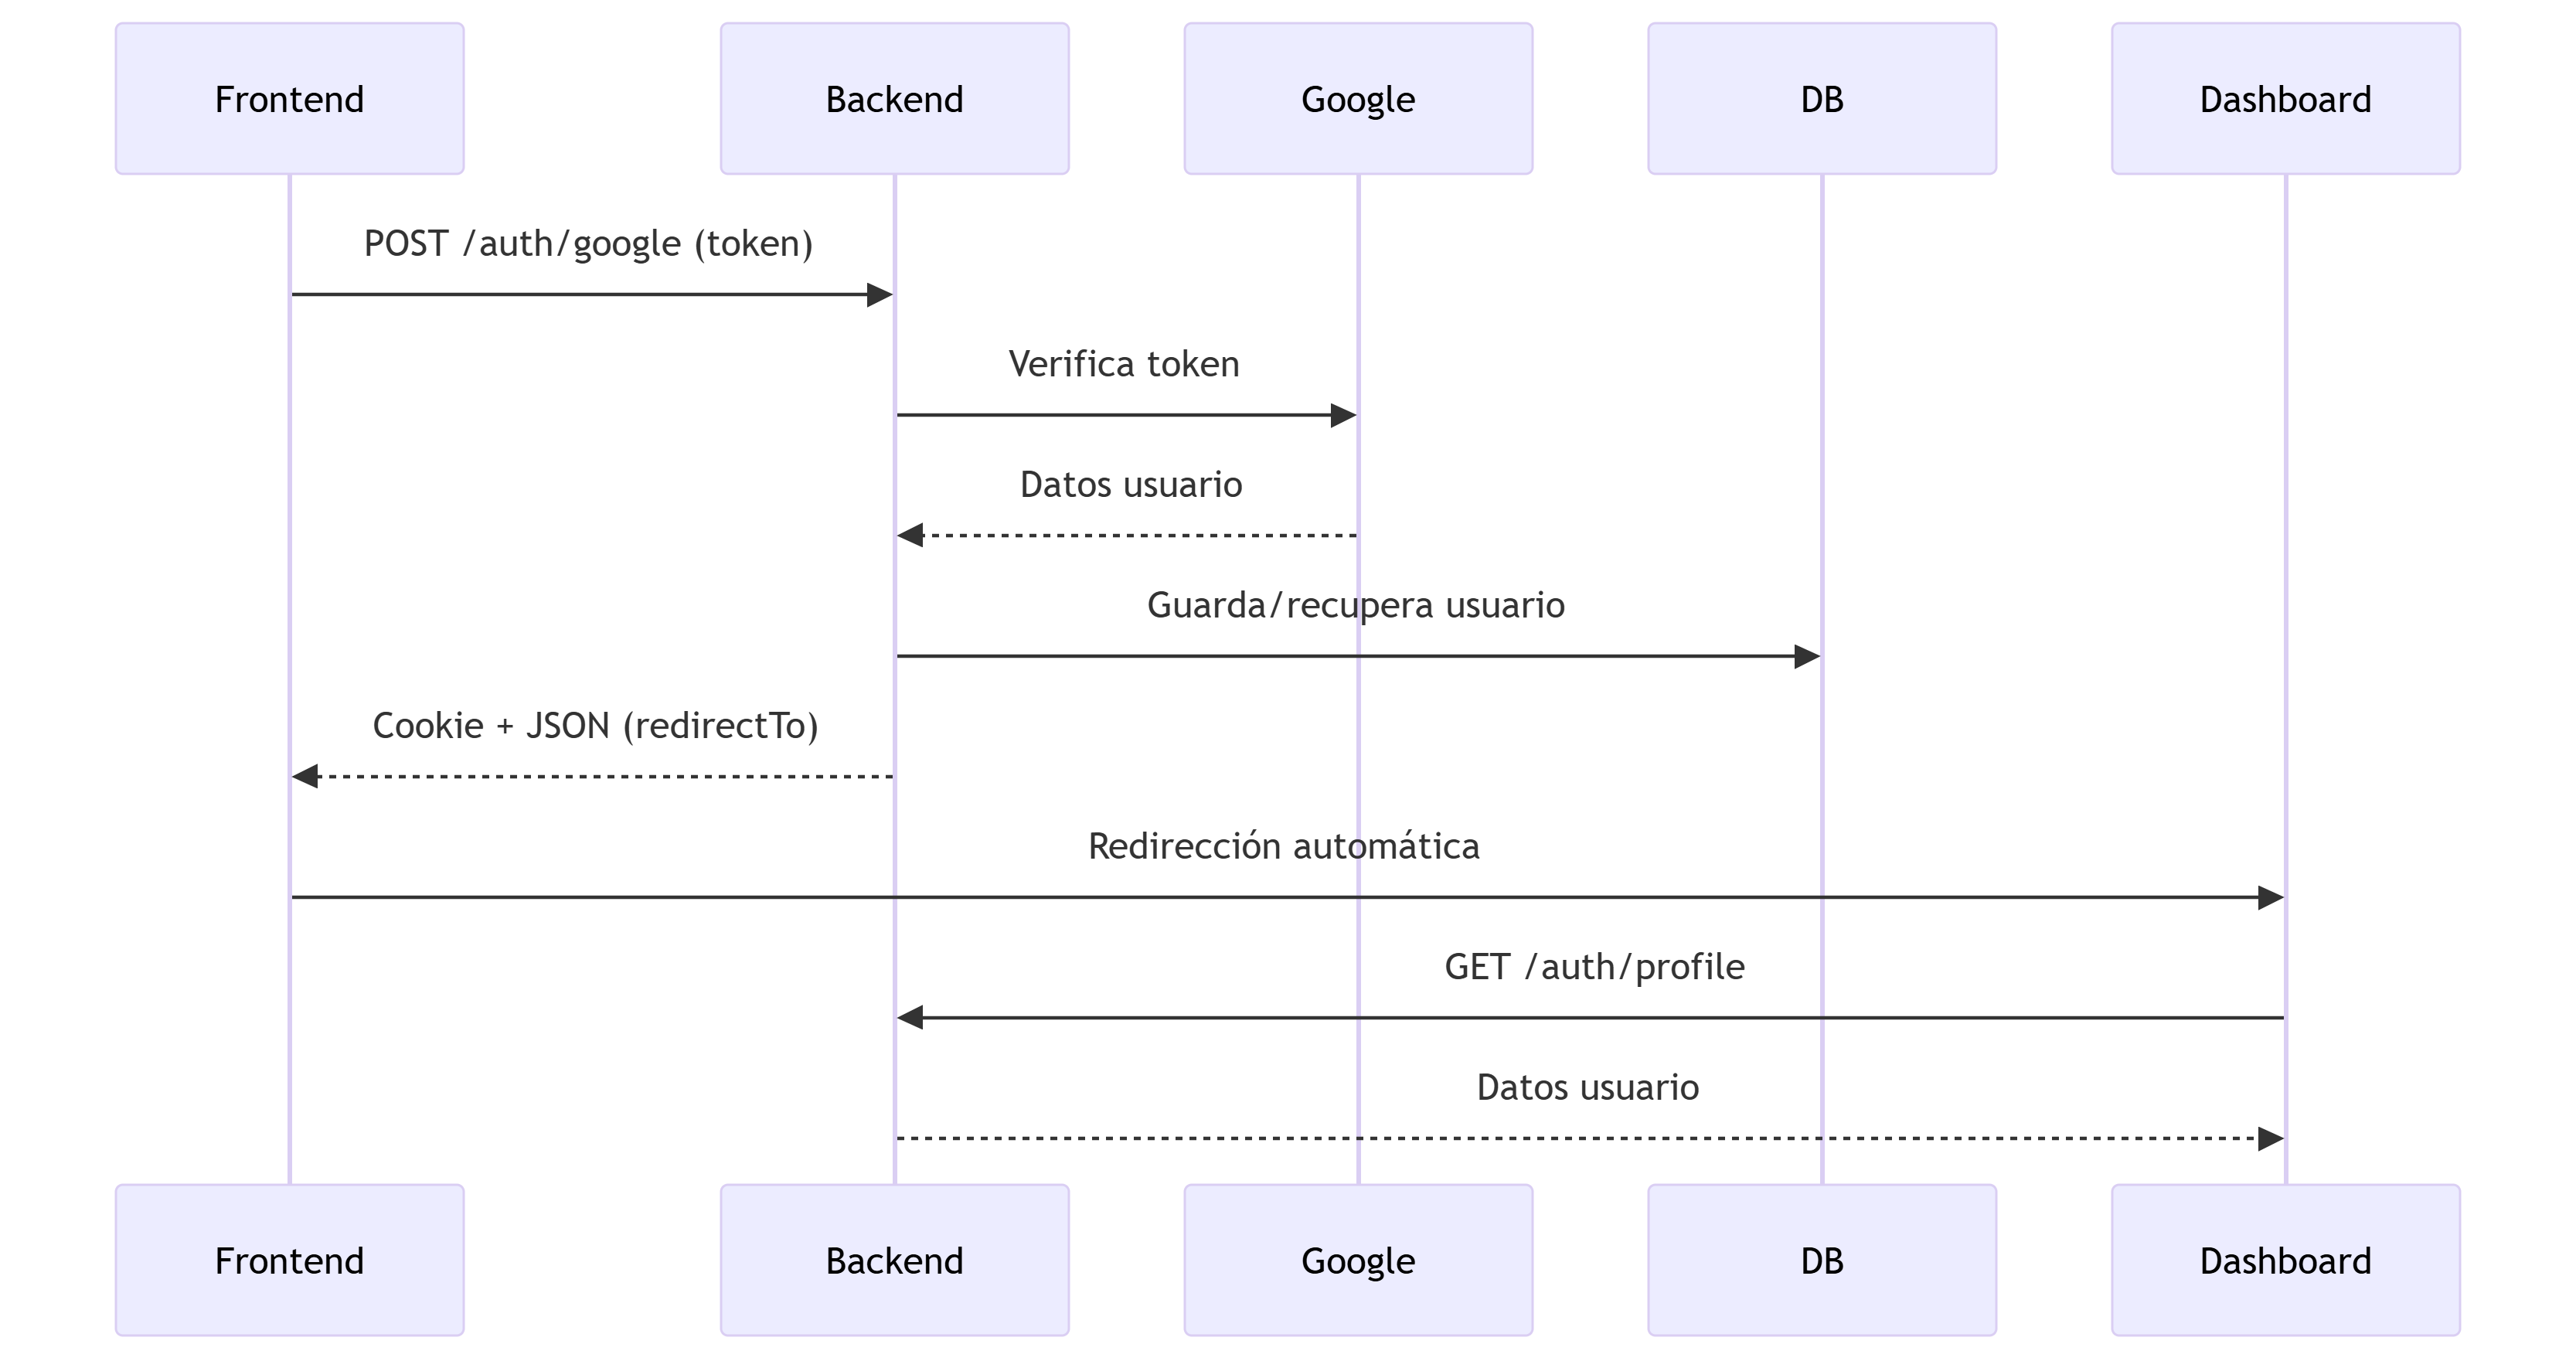 Frontend
Backend
Google
DB
Dashboard
POST /auth/google (token)
Verifica token
Datos usuario
Guarda/recupera usuario
Cookie + JSON (redirectTo)
Redirección automática
GET /auth/profile
Datos usuario
Frontend
Backend
Google
DB
Dashboard